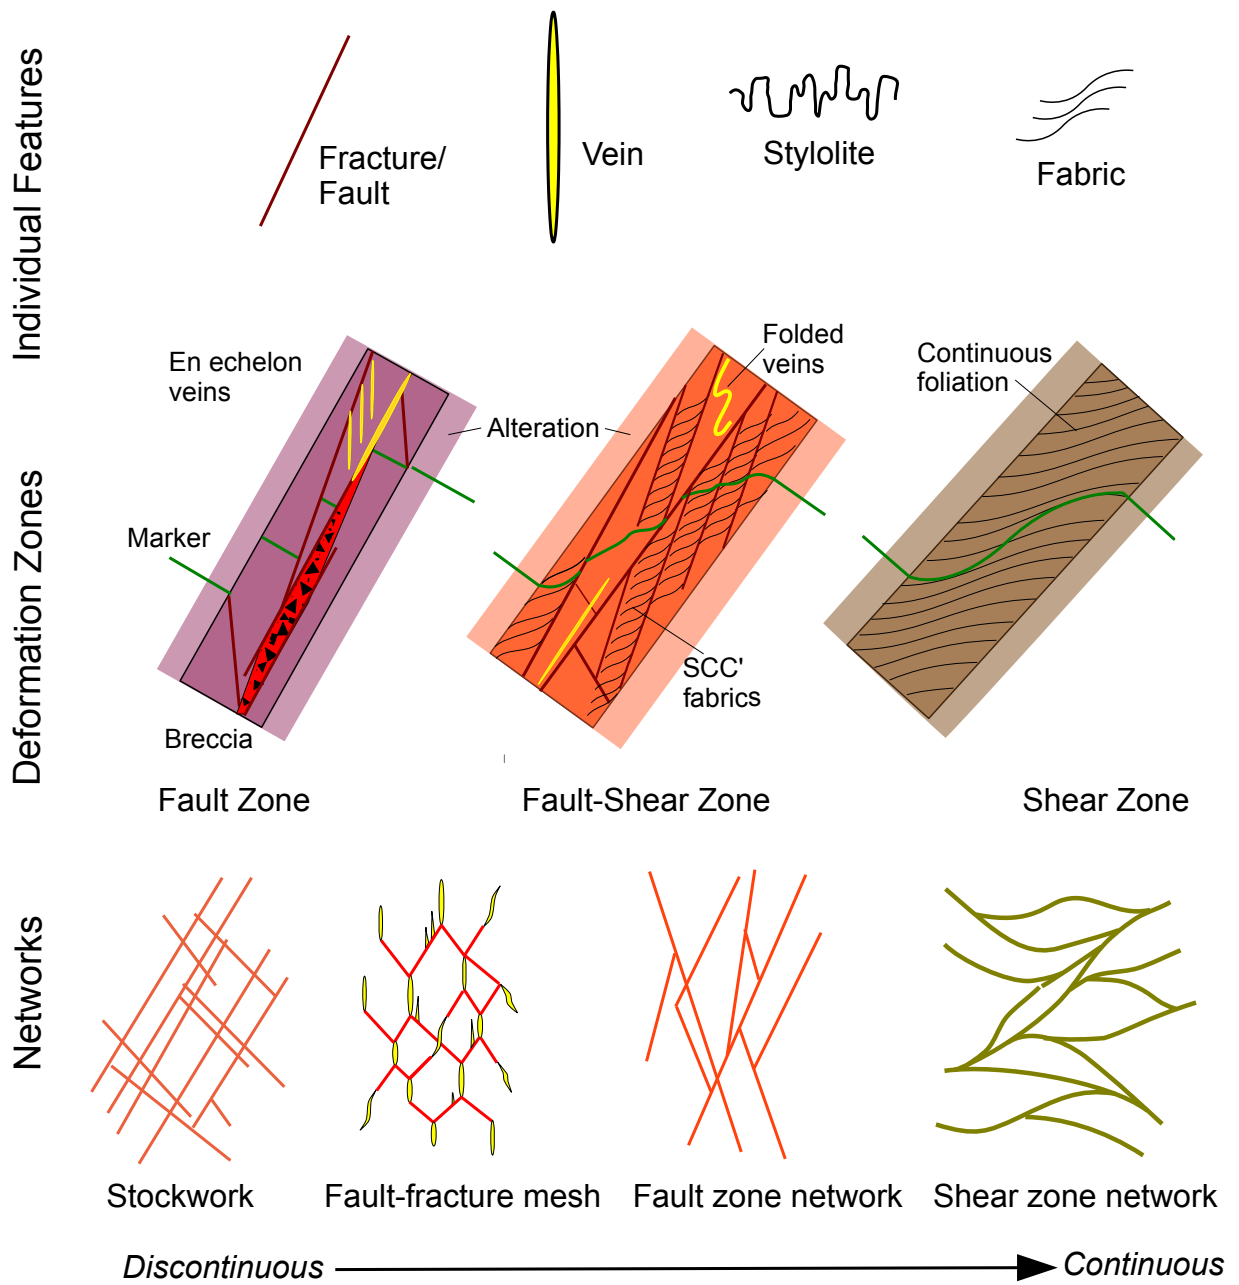 Individual Features
Fracture/
Fault
Vein
Stylolite
Fabric
Deformation Zones
En echelon
veins
Alteration
Folded
veins
Continuous
foliation
Marker
SCC'
fabrics
Breccia
Fault Zone
Fault-Shear Zone
Shear Zone
Networks
Stockwork
Fault-fracture mesh
Fault zone network
Shear zone network
Discontinuous
Continuous